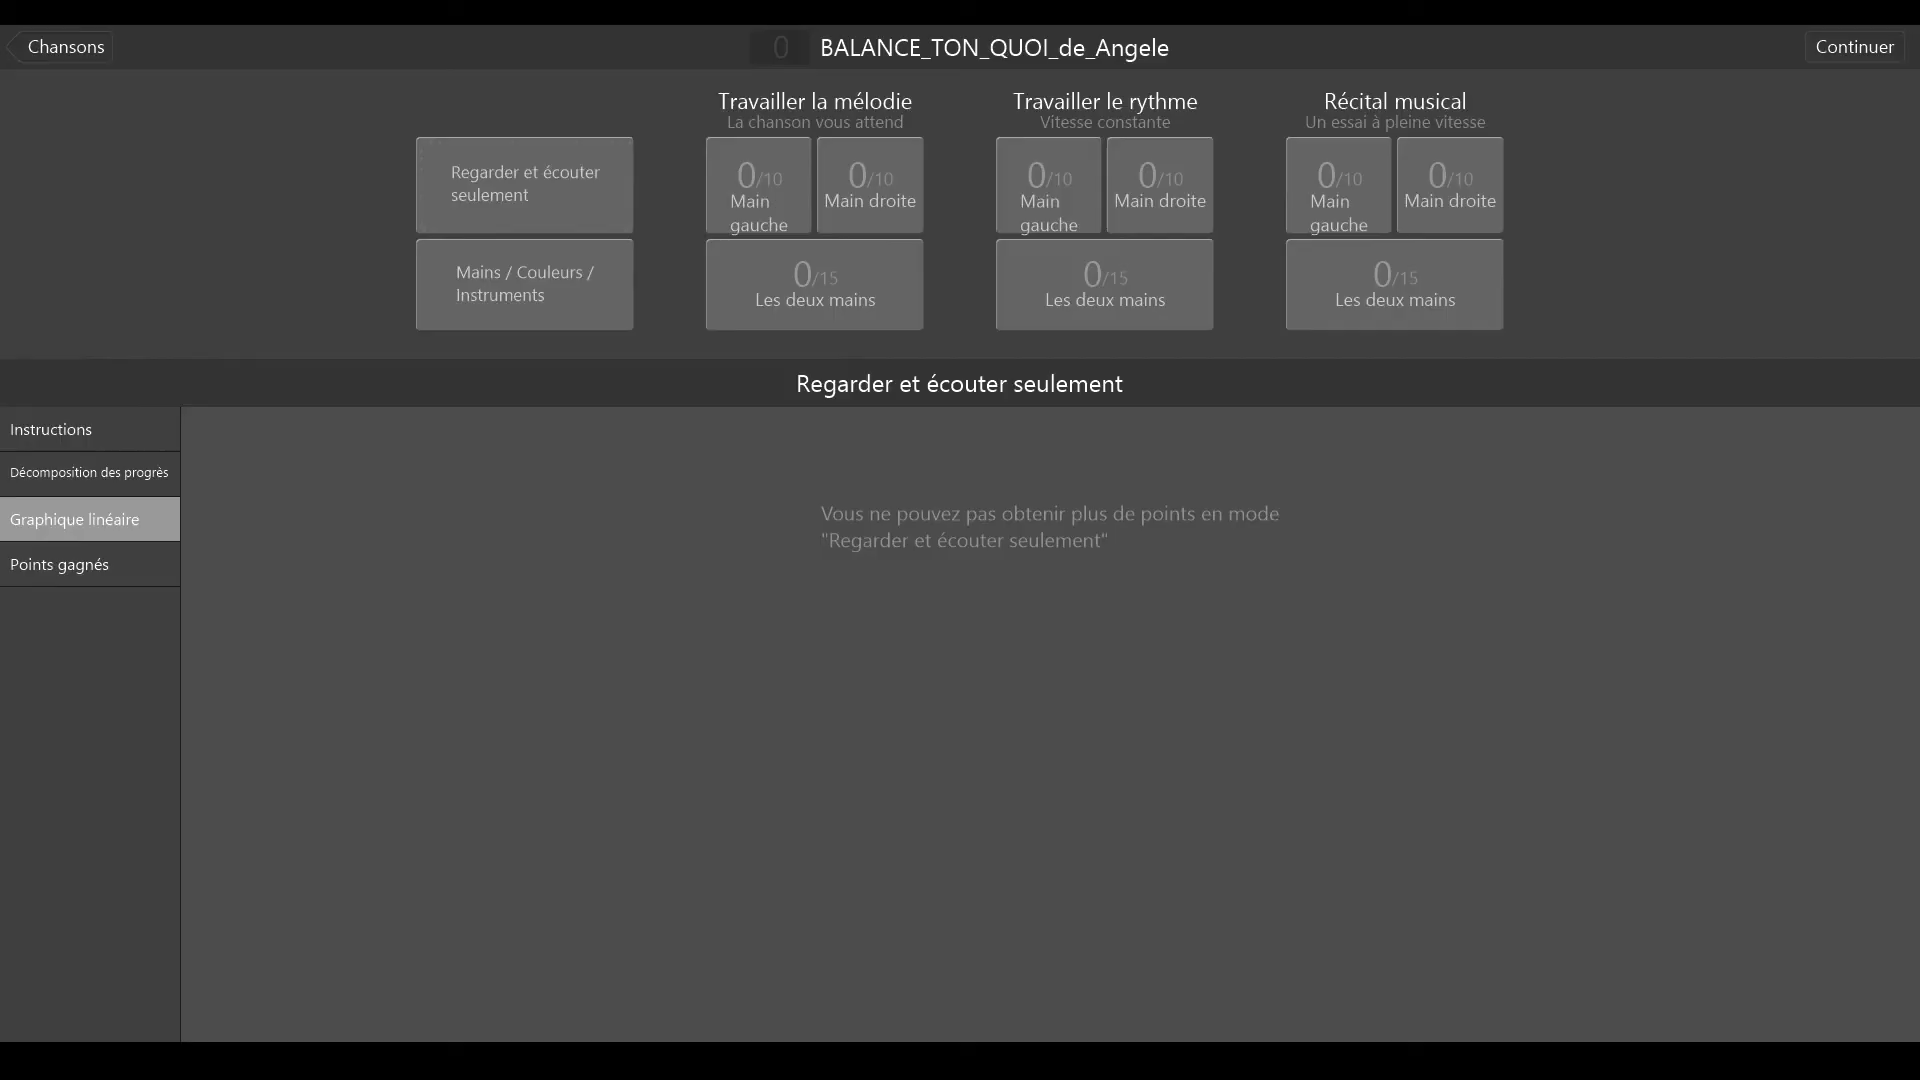 Chansons
0
BALANCE_TON_QUOI_de_Angele
Continuer
Travailler la mélodie
La chanson vous attend
Travailler le rythme
Vitesse constante
Récital musical
Un essai à pleine vitesse
Regarder et écouter
seulement
0/10
Main
gauche
0/10
Main droite
0/10
Main
gauche
0/10
Main droite
0/10
Main
gauche
0/10
Main droite
Mains / Couleurs /
Instruments
0/15
Les deux mains
0/15
Les deux mains
0/15
Les deux mains
Regarder et écouter seulement
Instructions
Décomposition des progrès
Graphique linéaire
Points gagnés
Vous ne pouvez pas obtenir plus de points en mode
"Regarder et écouter seulement"